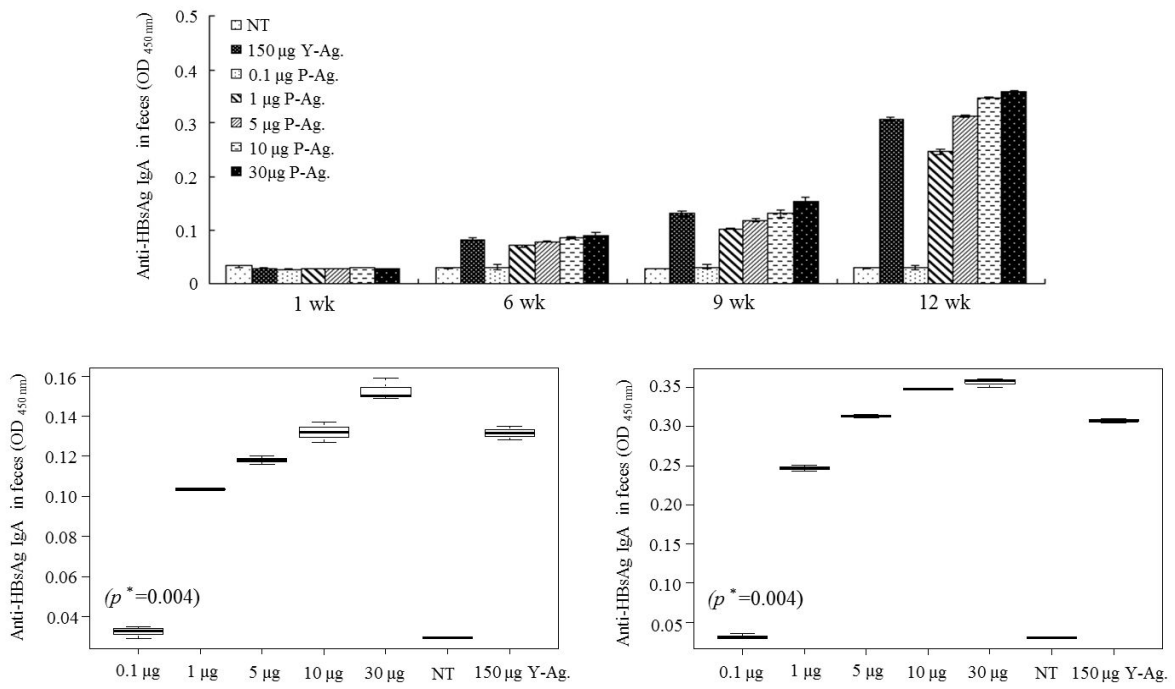 Anti-HBsAg IgA in feces (OD 450 nm)
0.5
0.4
0.3
0.2
0.1
0
NT
150 µg Y-Ag.
0.1 µg P-Ag.
1 µg P-Ag.
5 µg P-Ag.
10 µg P-Ag.
30µg P-Ag.
1 wk 6 wk 9 wk 12 wk
Anti-HBsAg IgA in feces (OD 450 nm)
0.16
0.14
0.12
0.10
0.08
0.06
0.04
(p*=0.004)
0.1 µg 1 µg 5 µg 10 µg 30 µg NT 150 µg Y-Ag.
Anti-HBsAg IgA in feces (OD 450 nm)
0.35
0.30
0.25
0.20
0.15
0.10
0.05
(p*=0.004)
0.1 µg 1 µg 5 µg 10 µg 30 µg NT 150 µg Y-Ag.